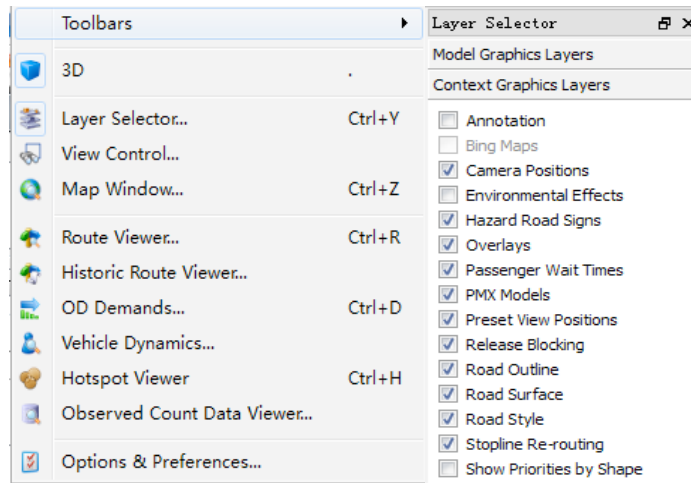 Toolbars
3D .
Layer Selector... Ctrl+Y
View Control...
Map Window... Ctrl+Z
Route Viewer... Ctrl+R
Historic Route Viewer...
OD Demands... Ctrl+D
Vehicle Dynamics...
Hotspot Viewer Ctrl+H
Observed Count Data Viewer...
Options & Preferences...
Layer Selector
Model Graphics Layers
Context Graphics Layers
Annotation
Bing Maps
Camera Positions
Environmental Effects
Hazard Road Signs
Overlays
Passenger Wait Times
PMX Models
Preset View Positions
Release Blocking
Road Outline
Road Surface
Road Style
Stopline Re-routing
Show Priorities by Shape